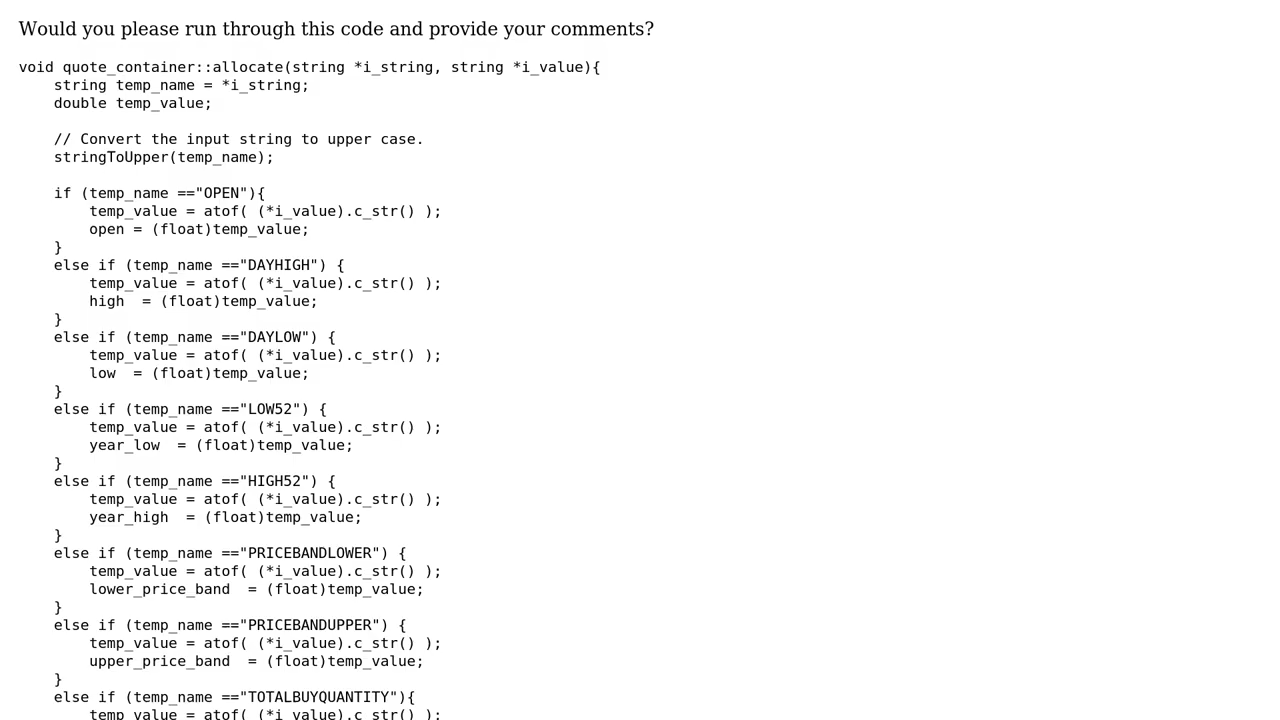 Would you please run through this code and provide your comments?
void quote_container::allocate(string *i_string, string *i_value){
    string temp_name = *i_string;
    double temp_value;

    // Convert the input string to upper case.
    stringToUpper(temp_name);

    if (temp_name =="OPEN"){
        temp_value = atof( (*i_value).c_str() );
        open = (float)temp_value;
    }
    else if (temp_name =="DAYHIGH") {
        temp_value = atof( (*i_value).c_str() );
        high  = (float)temp_value;
    }
    else if (temp_name =="DAYLOW") {
        temp_value = atof( (*i_value).c_str() );
        low  = (float)temp_value;
    }
    else if (temp_name =="LOW52") {
        temp_value = atof( (*i_value).c_str() );
        year_low  = (float)temp_value;
    }
    else if (temp_name =="HIGH52") {
        temp_value = atof( (*i_value).c_str() );
        year_high  = (float)temp_value;
    }
    else if (temp_name =="PRICEBANDLOWER") {
        temp_value = atof( (*i_value).c_str() );
        lower_price_band  = (float)temp_value;
    }
    else if (temp_name =="PRICEBANDUPPER") {
        temp_value = atof( (*i_value).c_str() );
        upper_price_band  = (float)temp_value;
    }
    else if (temp_name =="TOTALBUYQUANTITY"){
        temp_value = atof( (*i_value).c_str() );